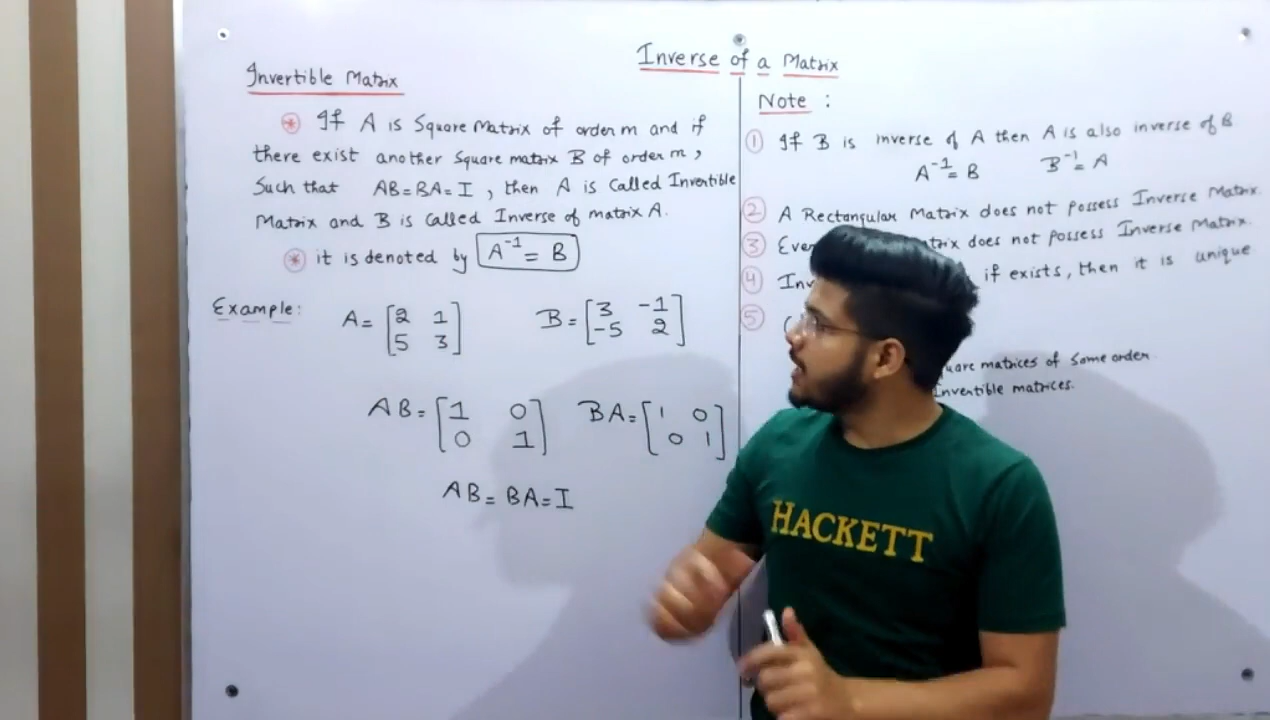 Inverse of a Matrix
Invertible Matrix
* If A is Square Matrix of order m and if
there exist another Square matrix B of order m,
Such that AB=BA=I, then A is called Invertible
Matrix and B is called Inverse of matrix A.
* it is denoted by A⁻¹ = B
Example: A = [2 1 B = [3 -1
5 3] -5 2]
AB = [1 0 BA = [1 0
0 1] 0 1]
AB = BA = I
Note :
① If B is inverse of A then A is also inverse of B
A⁻¹ = B B⁻¹ = A
② A Rectangular Matrix does not possess Inverse Matrix.
③ does not possess Inverse Matrix.
④ if exists, then it is unique
⑤
matrices of same order
Invertible matrices.
HACKETT